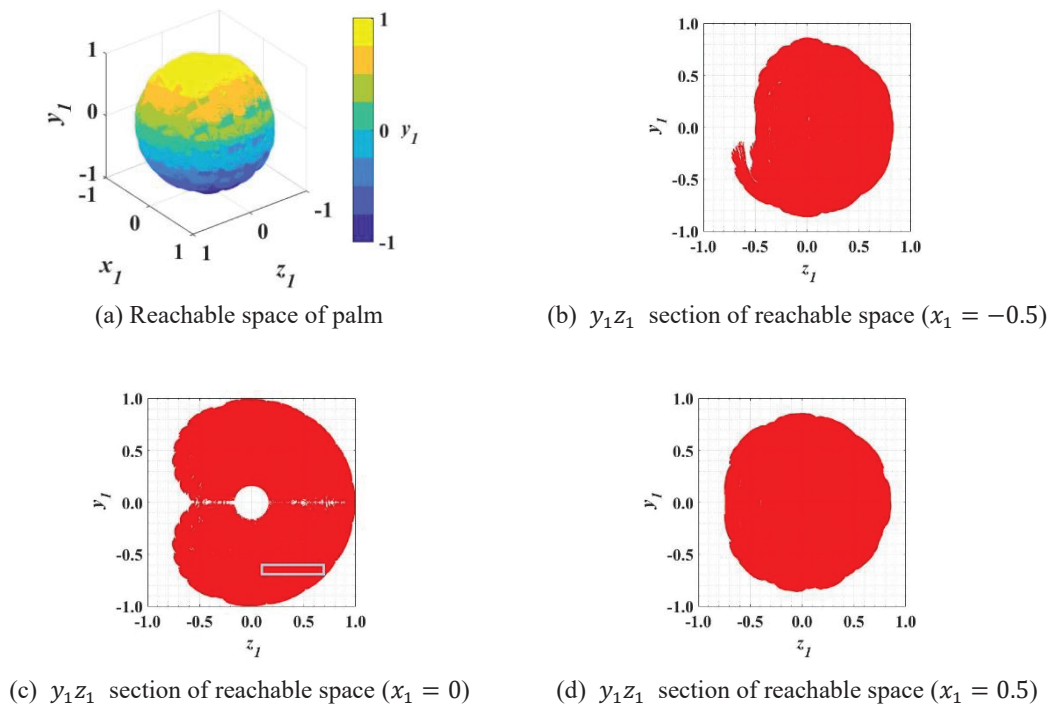 1
0
-1
y₁
-1
0
1
x₁
1
0
-1
z₁
1
0
-1
y₁
(a) Reachable space of palm
1.0
0.5
0.0
-0.5
-1.0
y₁
-1.0 -0.5 0.0 0.5 1.0
z₁
(b) y₁z₁ section of reachable space (x₁ = −0.5)
1.0
0.5
0.0
-0.5
-1.0
y₁
-1.0 -0.5 0.0 0.5 1.0
z₁
(c) y₁z₁ section of reachable space (x₁ = 0)
1.0
0.5
0.0
-0.5
-1.0
y₁
-1.0 -0.5 0.0 0.5 1.0
z₁
(d) y₁z₁ section of reachable space (x₁ = 0.5)